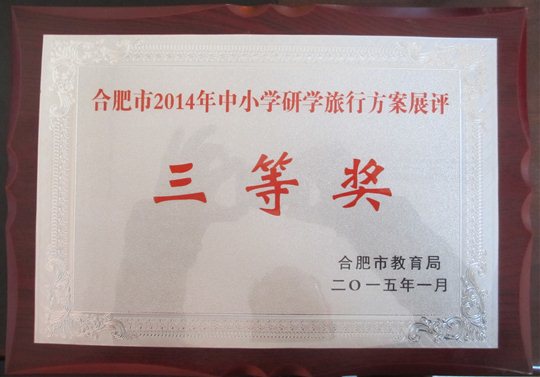 合肥市2014年中小学研学旅行方案展评
三等奖
合肥市教育局
二〇一五年一月